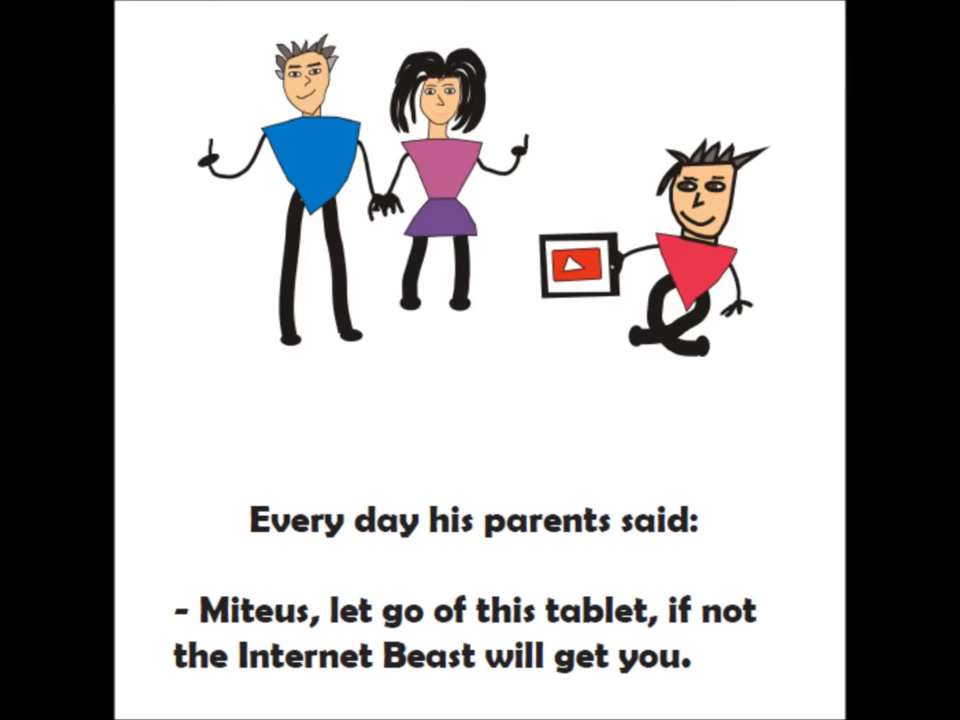 Every day his parents said:
- Miteus, let go of this tablet, if not
the Internet Beast will get you.